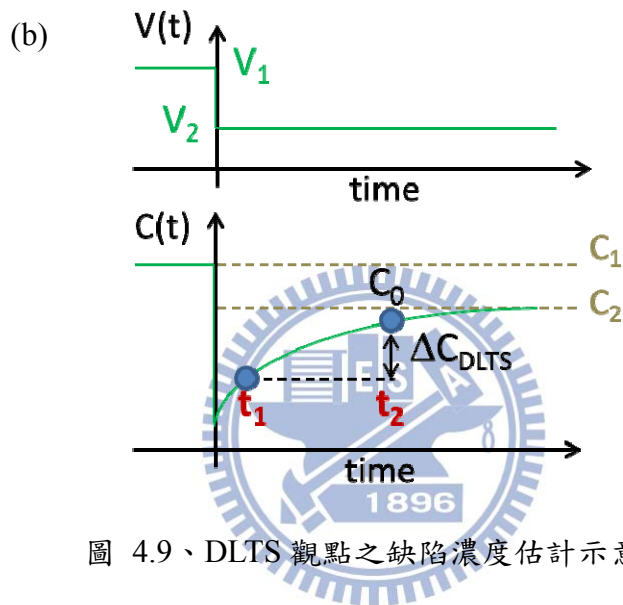 (b)
V(t)
V₁
V₂
time
C(t)
C₁
C₀
C₂
ΔC_DLTS
E S
A
t₁
t₂
time
1896
圖 4.9、DLTS 觀點之缺陷濃度估計示意